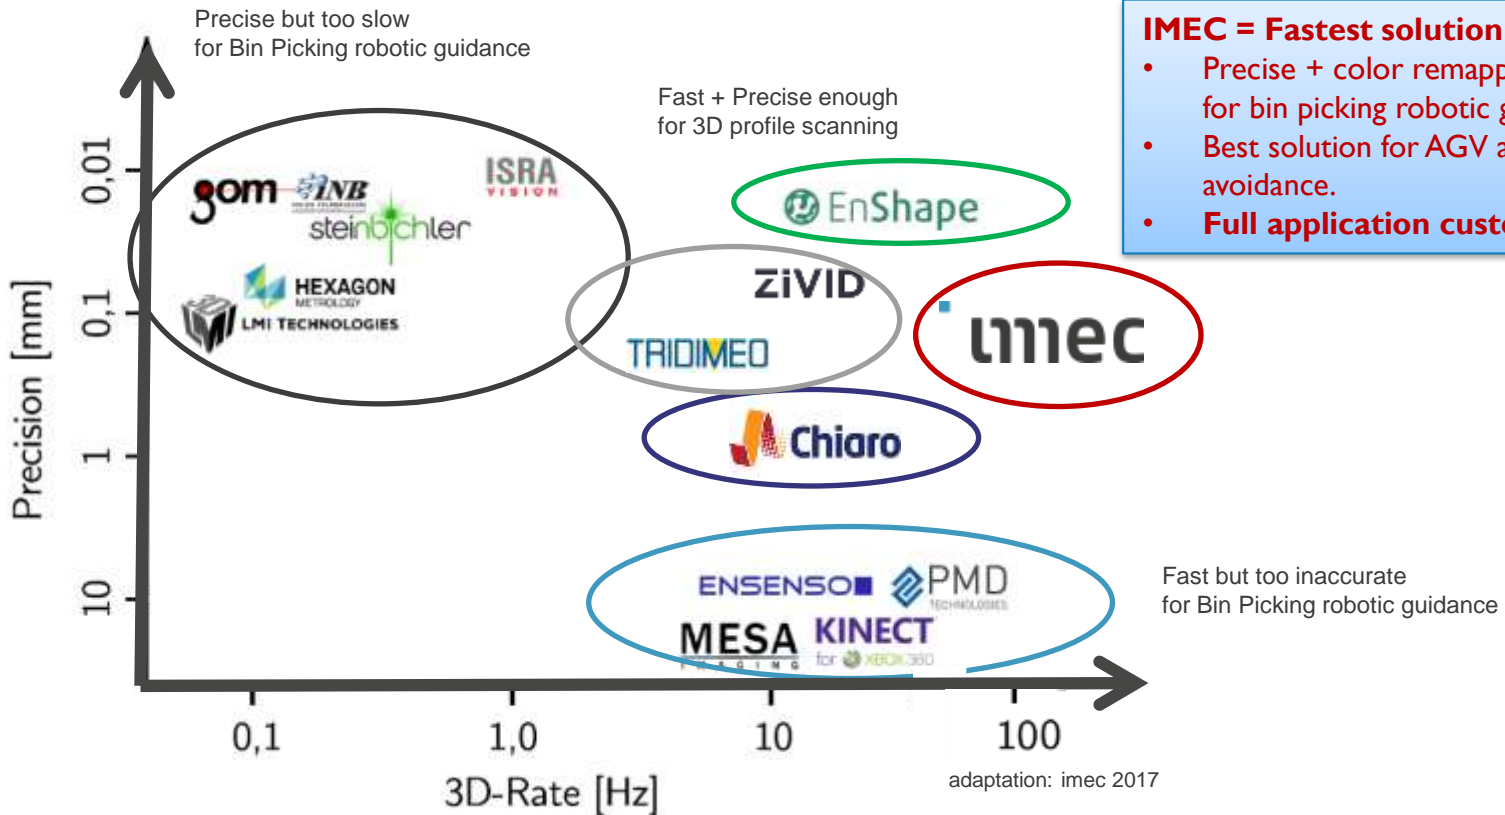 Precise but too slow
for Bin Picking robotic guidance
IMEC = Fastest solution
• Precise + color remapp
for bin picking robotic g
• Best solution for AGV a
avoidance.
• Full application custo
Fast + Precise enough
for 3D profile scanning
0,01
gom
INB
steinbichler
ISRA
VISION
EnShape
HEXAGON
METROLOGY
LMI TECHNOLOGIES
ZiVID
TRIDIMEO
imec
0,1
Precision [mm]
1
Chiaro
10
ENSENSO
PMD
TECHNOLOGIES
MESA
IMAGING
KINECT
for XBOX 360
Fast but too inaccurate
for Bin Picking robotic guidance
0,1
1,0
10
100
3D-Rate [Hz]
adaptation: imec 2017